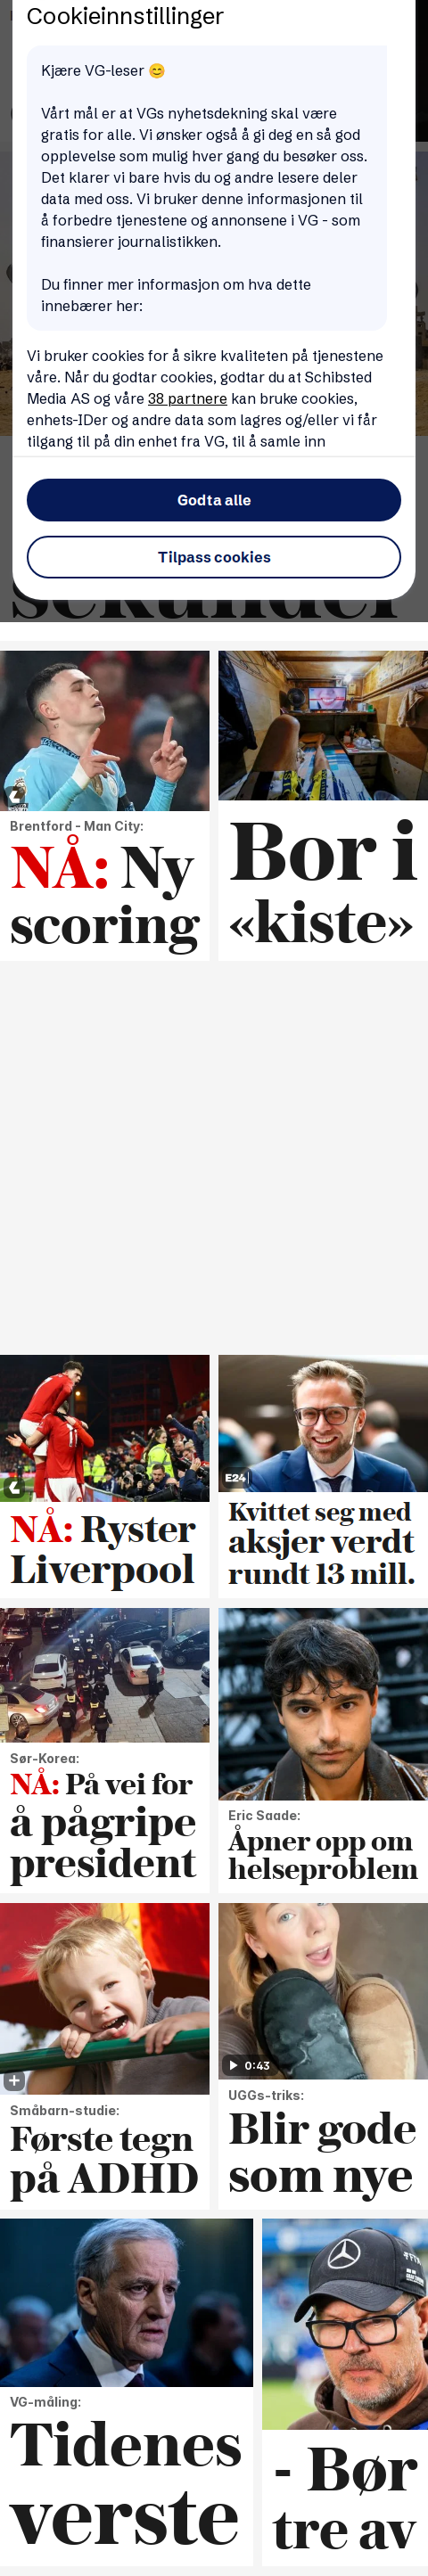 Cookieinnstillinger
Kjære VG-leser 😊
Vårt mål er at VGs nyhetsdekning skal være
gratis for alle. Vi ønsker også å gi deg en så god
opplevelse som mulig hver gang du besøker oss.
Det klarer vi bare hvis du og andre lesere deler
data med oss. Vi bruker denne informasjonen til
å forbedre tjenestene og annonsene i VG - som
finansierer journalistikken.
Du finner mer informasjon om hva dette
innebærer her:
Vi bruker cookies for å sikre kvaliteten på tjenestene
våre. Når du godtar cookies, godtar du at Schibsted
Media AS og våre 38 partnere kan bruke cookies,
enhets-IDer og andre data som lagres og/eller vi får
tilgang til på din enhet fra VG, til å samle inn
Godta alle
Tilpass cookies
sekunder
Brentford - Man City:
NÅ: Ny
scoring
Bor i
«kiste»
NÅ: Ryster
Liverpool
E24
Kvittet seg med
aksjer verdt
rundt 13 mill.
Sør-Korea:
NÅ: På vei for
å pågripe
president
Eric Saade:
Åpner opp om
helseproblem
Småbarn-studie:
Første tegn
på ADHD
0:43
UGGs-triks:
Blir gode
som nye
VG-måling:
Tidenes
verste
- Bør
tre av